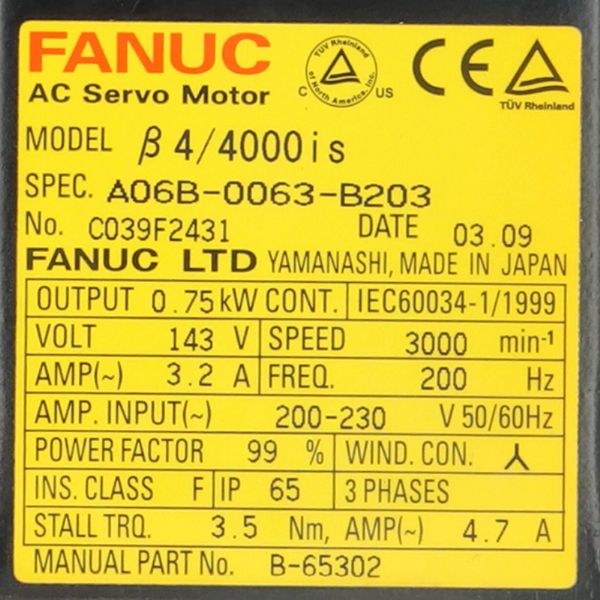 FANUC
AC Servo Motor
TÜV Rheinland of North America, Inc.
C US
CE
TÜV Rheinland
MODEL β 4/4000is
SPEC. A06B-0063-B203
No. C039F2431 DATE 03.09
FANUC LTD YAMANASHI, MADE IN JAPAN
OUTPUT 0.75 kW CONT. IEC60034-1/1999
VOLT 143 V SPEED 3000 min-¹
AMP(~) 3.2 A FREQ. 200 Hz
AMP. INPUT(~) 200-230 V 50/60Hz
POWER FACTOR 99 % WIND. CON. ⅄
INS. CLASS F IP 65 3 PHASES
STALL TRQ. 3.5 Nm, AMP(~) 4.7 A
MANUAL PART No. B-65302